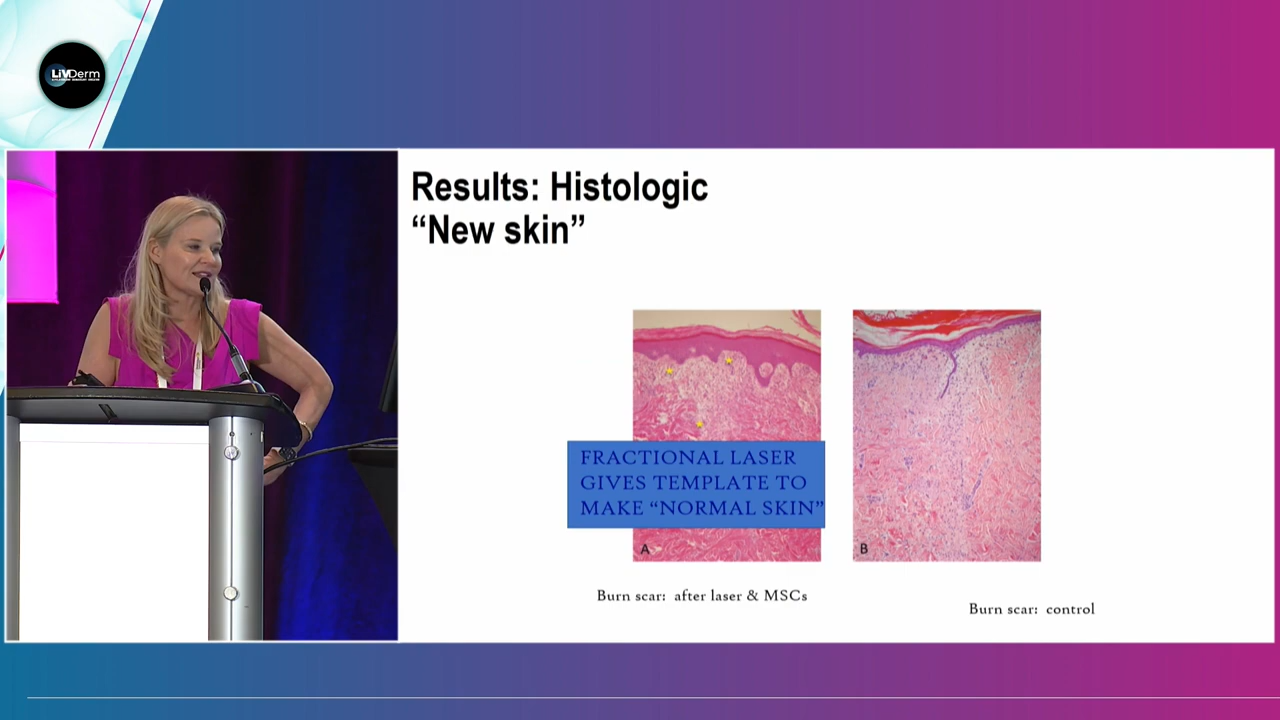 LiVDerm
Results: Histologic
“New skin”
FRACTIONAL LASER
GIVES TEMPLATE TO
MAKE “NORMAL SKIN”
A
B
Burn scar: after laser & MSCs
Burn scar: control